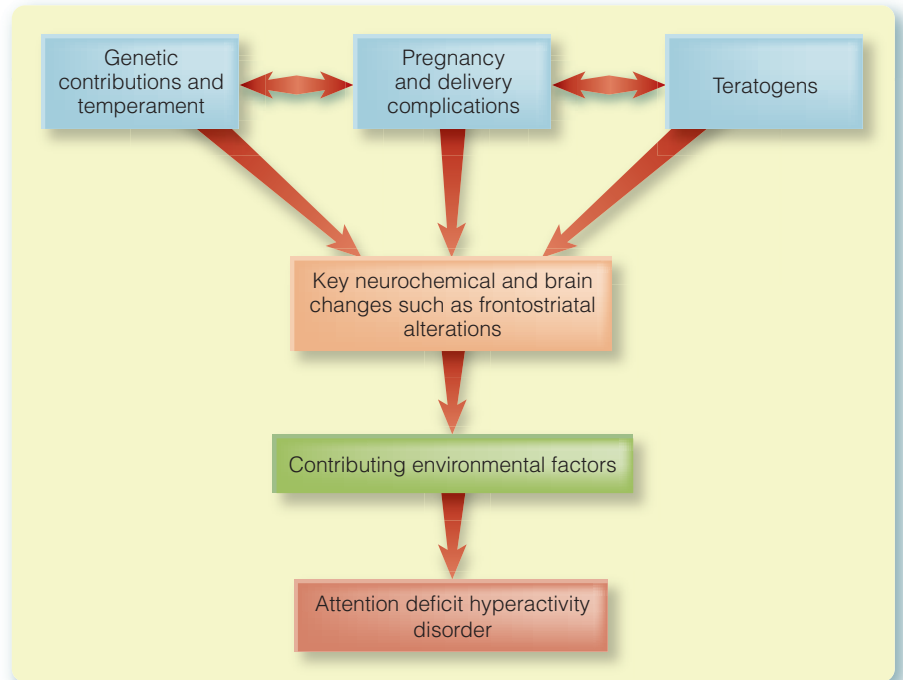 Genetic
contributions and
temperament
Pregnancy
and delivery
complications
Teratogens
Key neurochemical and brain
changes such as frontostriatal
alterations
Contributing environmental factors
Attention deficit hyperactivity
disorder